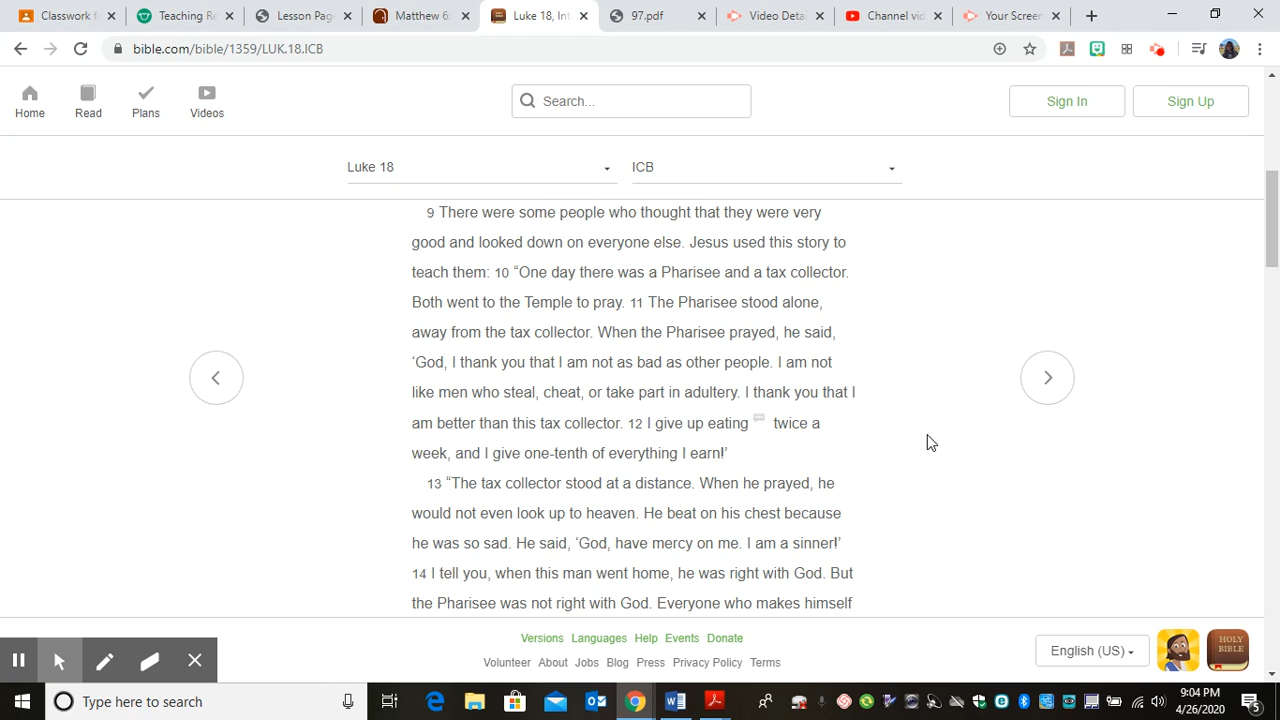 Classwork f
Teaching Re
Lesson Pag
Matthew 6:
Luke 18, Int
97.pdf
Video Detai
Channel vid
Your Screen
bible.com/bible/1359/LUK.18.ICB
Home
Read
Plans
Videos
Search...
Sign In
Sign Up
Luke 18
ICB
9 There were some people who thought that they were very
good and looked down on everyone else. Jesus used this story to
teach them: 10 “One day there was a Pharisee and a tax collector.
Both went to the Temple to pray. 11 The Pharisee stood alone,
away from the tax collector. When the Pharisee prayed, he said,
‘God, I thank you that I am not as bad as other people. I am not
like men who steal, cheat, or take part in adultery. I thank you that I
am better than this tax collector. 12 I give up eating twice a
week, and I give one-tenth of everything I earn!’
13 “The tax collector stood at a distance. When he prayed, he
would not even look up to heaven. He beat on his chest because
he was so sad. He said, ‘God, have mercy on me. I am a sinner!’
14 I tell you, when this man went home, he was right with God. But
the Pharisee was not right with God. Everyone who makes himself
Versions Languages Help Events Donate
Volunteer About Jobs Blog Press Privacy Policy Terms
English (US)
HOLY
BIBLE
Type here to search
9:04 PM
4/26/2020
5